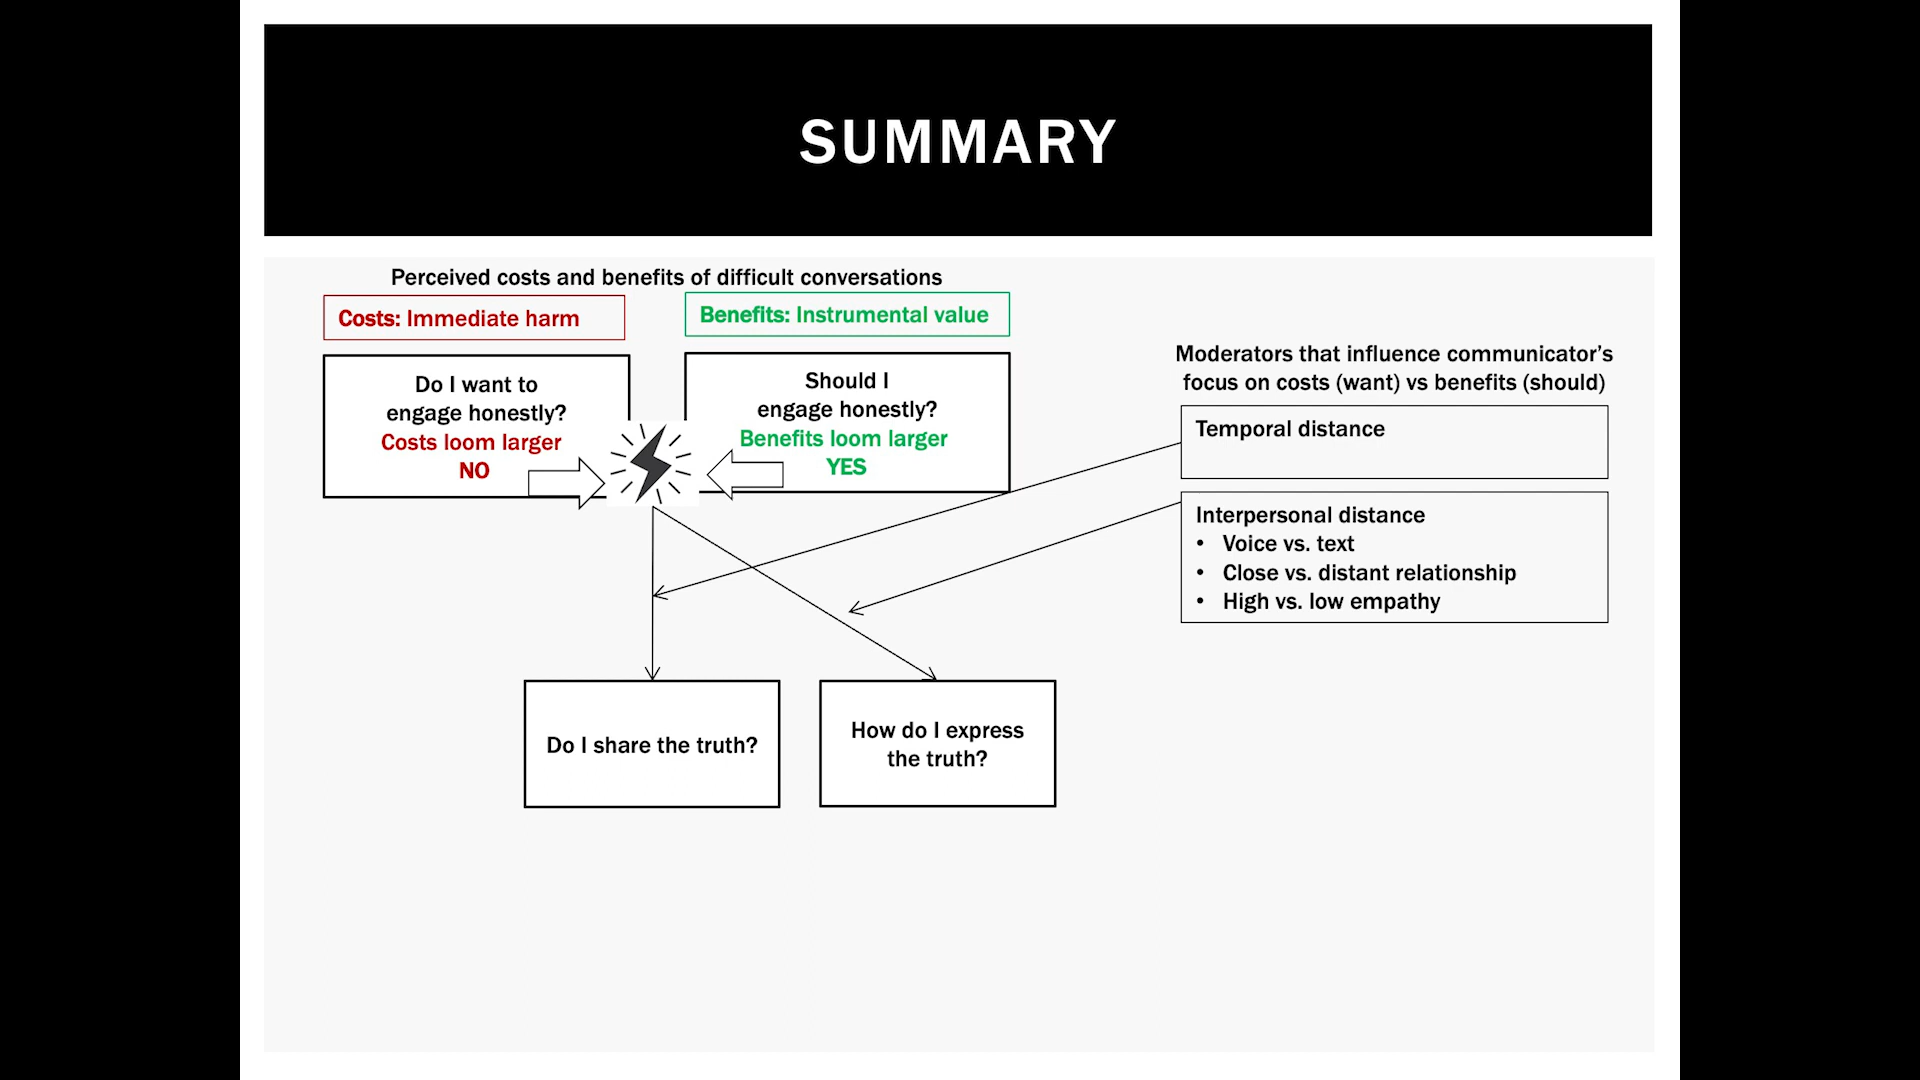 SUMMARY
Perceived costs and benefits of difficult conversations
Costs: Immediate harm
Benefits: Instrumental value
Do I want to
engage honestly?
Costs loom larger
NO
Should I
engage honestly?
Benefits loom larger
YES
Moderators that influence communicator’s
focus on costs (want) vs benefits (should)
Temporal distance
Interpersonal distance
• Voice vs. text
• Close vs. distant relationship
• High vs. low empathy
Do I share the truth?
How do I express
the truth?